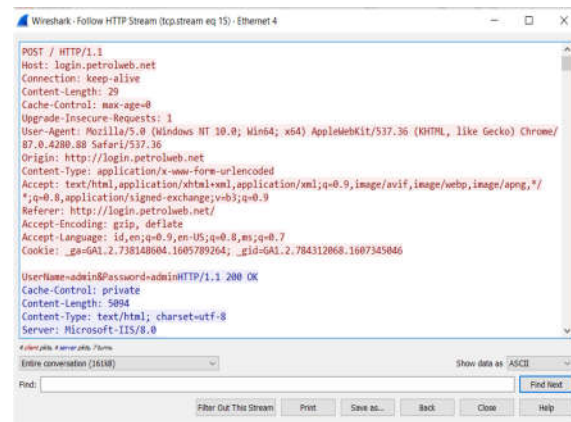 Wireshark - Follow HTTP Stream (tcp.stream eq 15) - Ethernet 4
POST / HTTP/1.1
Host: login.petrolweb.net
Connection: keep-alive
Content-Length: 29
Cache-Control: max-age=0
Upgrade-Insecure-Requests: 1
User-Agent: Mozilla/5.0 (Windows NT 10.0; Win64; x64) AppleWebKit/537.36 (KHTML, like Gecko) Chrome/
87.0.4280.88 Safari/537.36
Origin: http://login.petrolweb.net
Content-Type: application/x-www-form-urlencoded
Accept: text/html,application/xhtml+xml,application/xml;q=0.9,image/avif,image/webp,image/apng,*/
*;q=0.8,application/signed-exchange;v=b3;q=0.9
Referer: http://login.petrolweb.net/
Accept-Encoding: gzip, deflate
Accept-Language: id,en;q=0.9,en-US;q=0.8,ms;q=0.7
Cookie: _ga=GA1.2.738148604.1605789264; _gid=GA1.2.784312068.1607345046
UserName=admin&Password=adminHTTP/1.1 200 OK
Cache-Control: private
Content-Length: 5094
Content-Type: text/html; charset=utf-8
Server: Microsoft-IIS/8.0
4 client pkts, 4 server pkts, 7 turns.
Entire conversation (161kB) Show data as ASCII
Find: Find Next
Filter Out This Stream Print Save as... Back Close Help